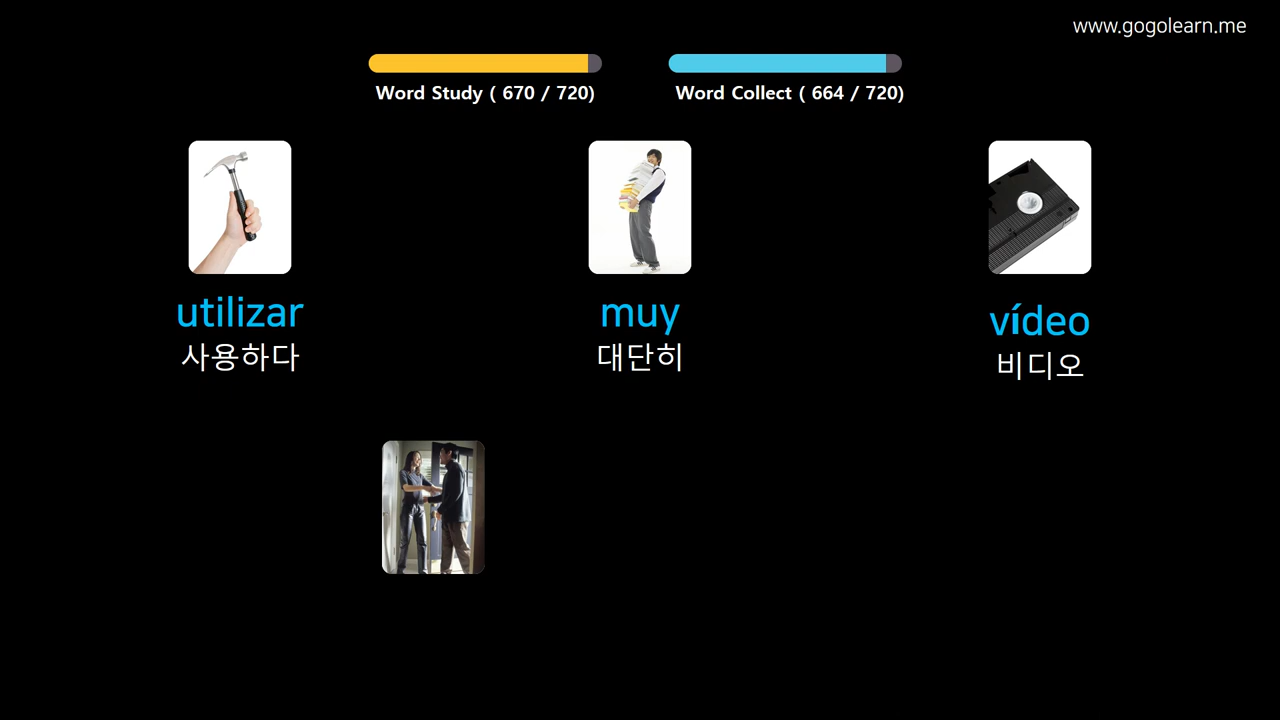 www.gogolearn.me
Word Study ( 670 / 720)
Word Collect ( 664 / 720)
utilizar
사용하다
muy
대단히
vídeo
비디오